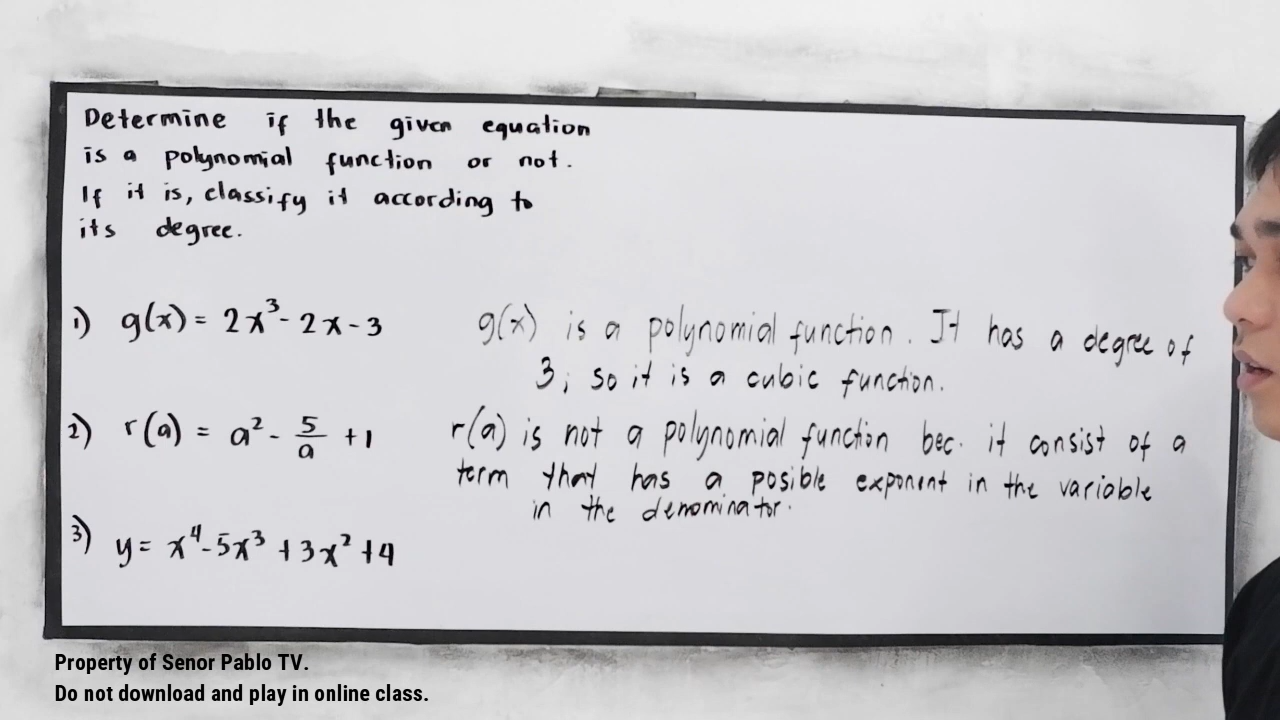 Determine if the given equation
is a polynomial function or not.
If it is, classify it according to
its degree.
1) g(x) = 2x³- 2x - 3
g(x) is a polynomial function. It has a degree of
3, so it is a cubic function.
2) r(a) = a² - 5/a + 1
r(a) is not a polynomial function bec. it consist of a
term that has a posible exponent in the variable
in the denominator.
3) y = x⁴-5x³ +3x² +4
Property of Senor Pablo TV.
Do not download and play in online class.